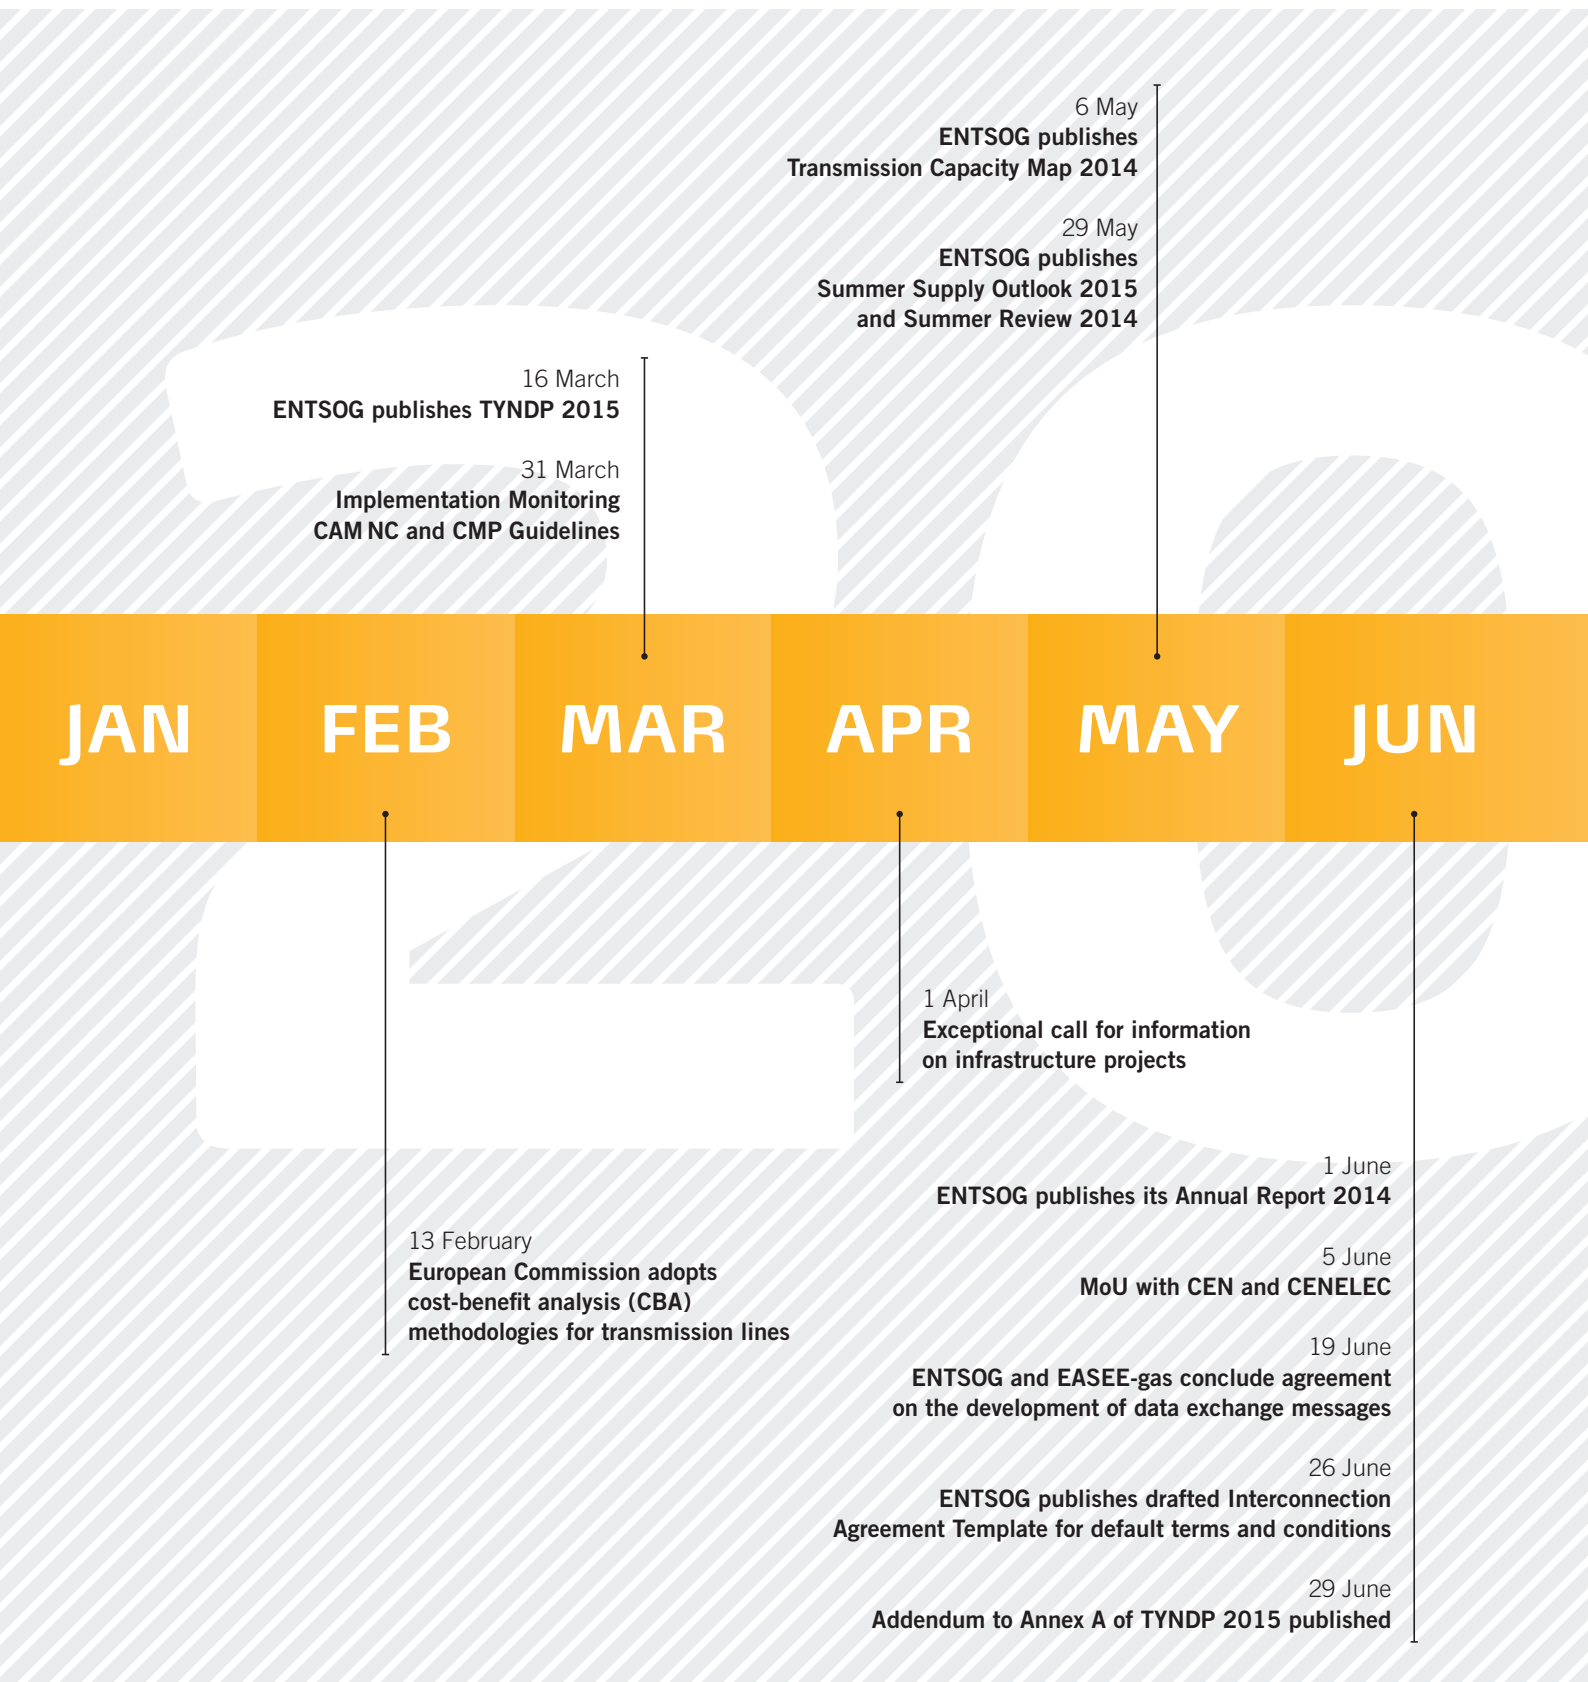 6 May
ENTSOG publishes
Transmission Capacity Map 2014
29 May
ENTSOG publishes
Summer Supply Outlook 2015
and Summer Review 2014
16 March
ENTSOG publishes TYNDP 2015
31 March
Implementation Monitoring
CAM NC and CMP Guidelines
20
JAN FEB MAR APR MAY JUN
1 April
Exceptional call for information
on infrastructure projects
13 February
European Commission adopts
cost-benefit analysis (CBA)
methodologies for transmission lines
1 June
ENTSOG publishes its Annual Report 2014
5 June
MoU with CEN and CENELEC
19 June
ENTSOG and EASEE-gas conclude agreement
on the development of data exchange messages
26 June
ENTSOG publishes drafted Interconnection
Agreement Template for default terms and conditions
29 June
Addendum to Annex A of TYNDP 2015 published